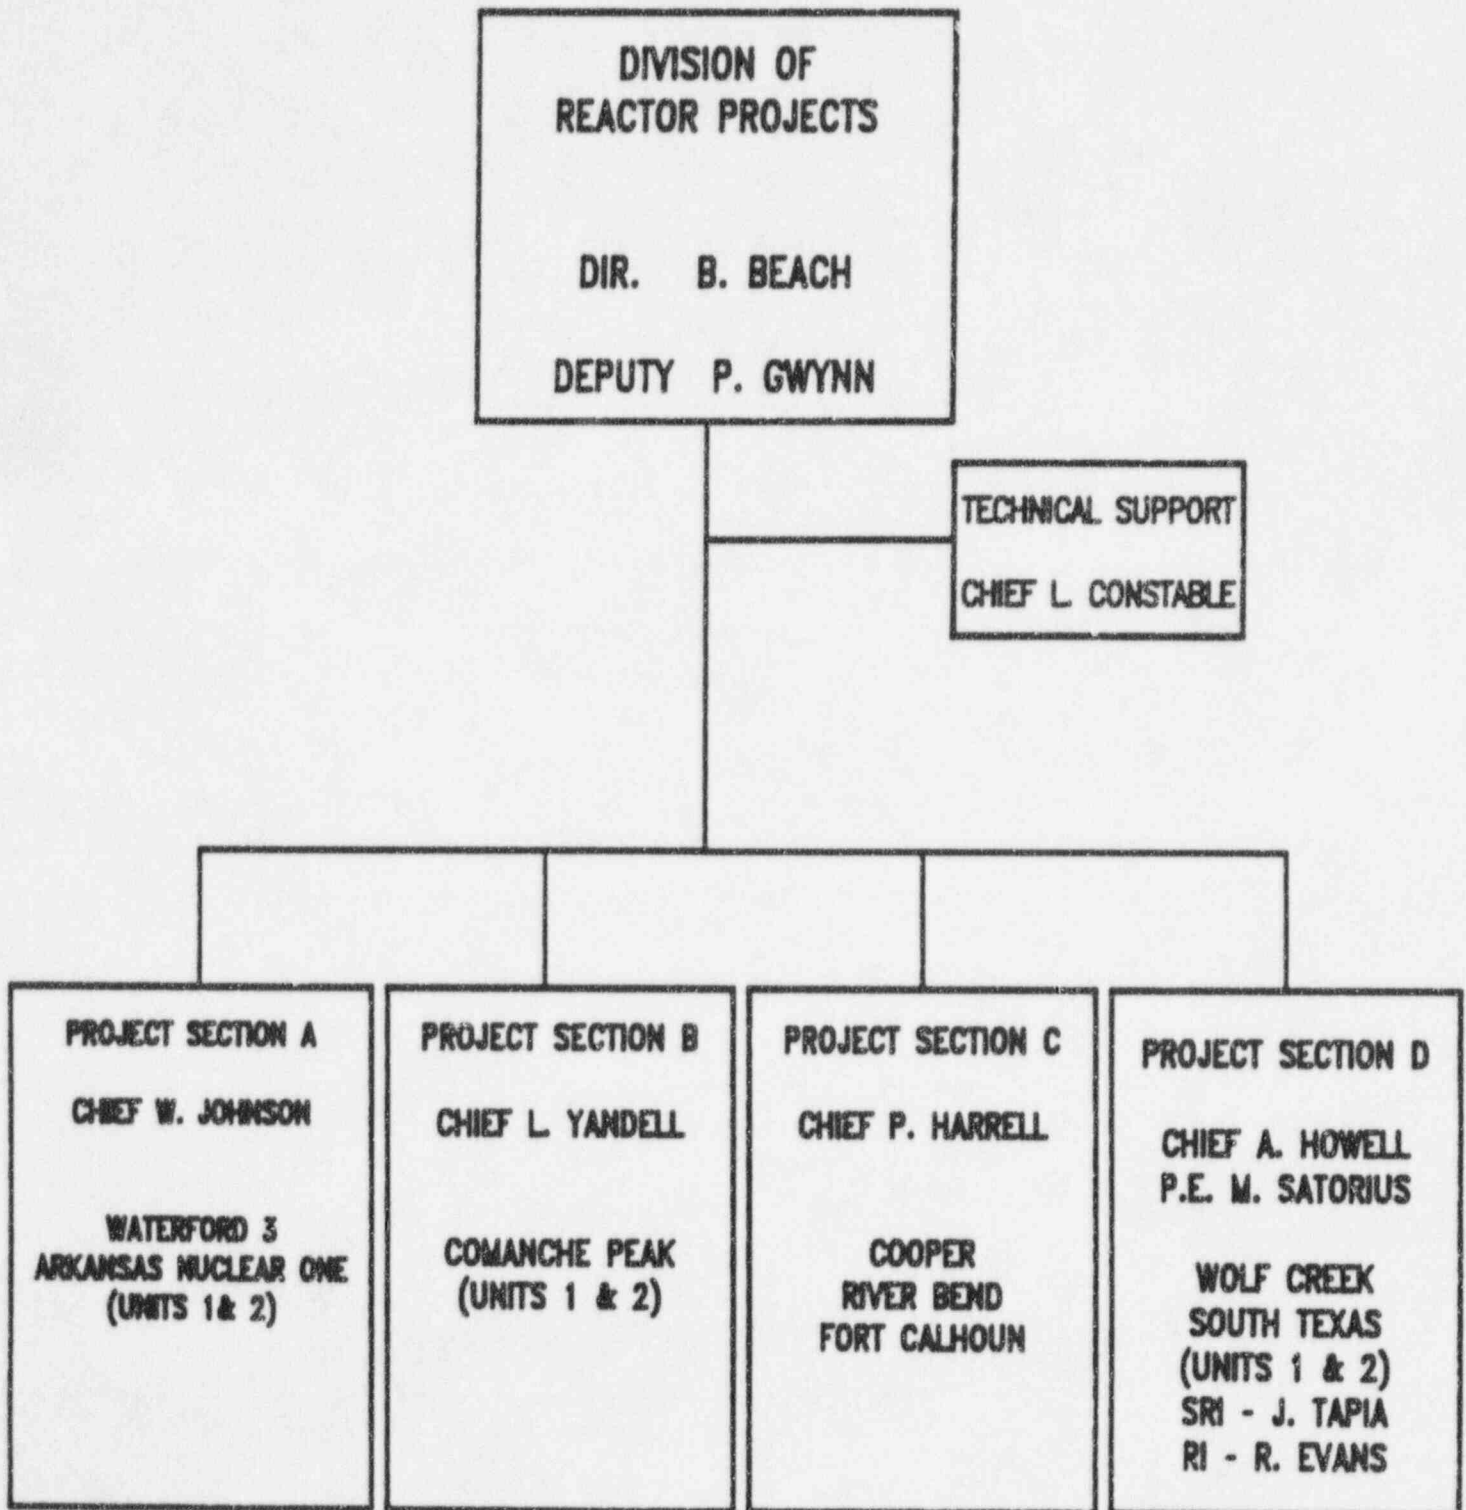 DIVISION OF
REACTOR PROJECTS
DIR. B. BEACH
DEPUTY P. GWYNN
TECHNICAL SUPPORT
CHIEF L. CONSTABLE
PROJECT SECTION A
CHIEF W. JOHNSON
WATERFORD 3
ARKANSAS NUCLEAR ONE
(UNITS 1& 2)
PROJECT SECTION B
CHIEF L. YANDELL
COMANCHE PEAK
(UNITS 1 & 2)
PROJECT SECTION C
CHIEF P. HARRELL
COOPER
RIVER BEND
FORT CALHOUN
PROJECT SECTION D
CHIEF A. HOWELL
P.E. M. SATORIUS
WOLF CREEK
SOUTH TEXAS
(UNITS 1 & 2)
SRI - J. TAPIA
RI - R. EVANS